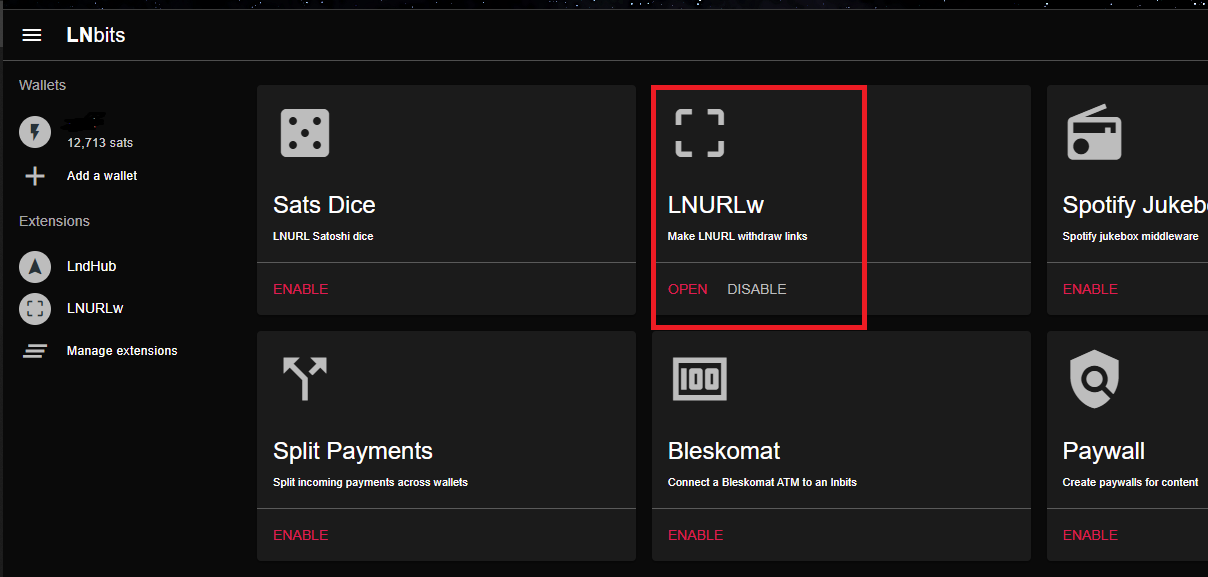 LNbits
Wallets
12,713 sats
Add a wallet
Extensions
LndHub
LNURLw
Manage extensions
Sats Dice
LNURL Satoshi dice
ENABLE
LNURLw
Make LNURL withdraw links
OPEN DISABLE
Spotify Jukebo
Spotify jukebox middleware
ENABLE
Split Payments
Split incoming payments across wallets
ENABLE
100
Bleskomat
Connect a Bleskomat ATM to an lnbits
ENABLE
Paywall
Create paywalls for content
ENABLE